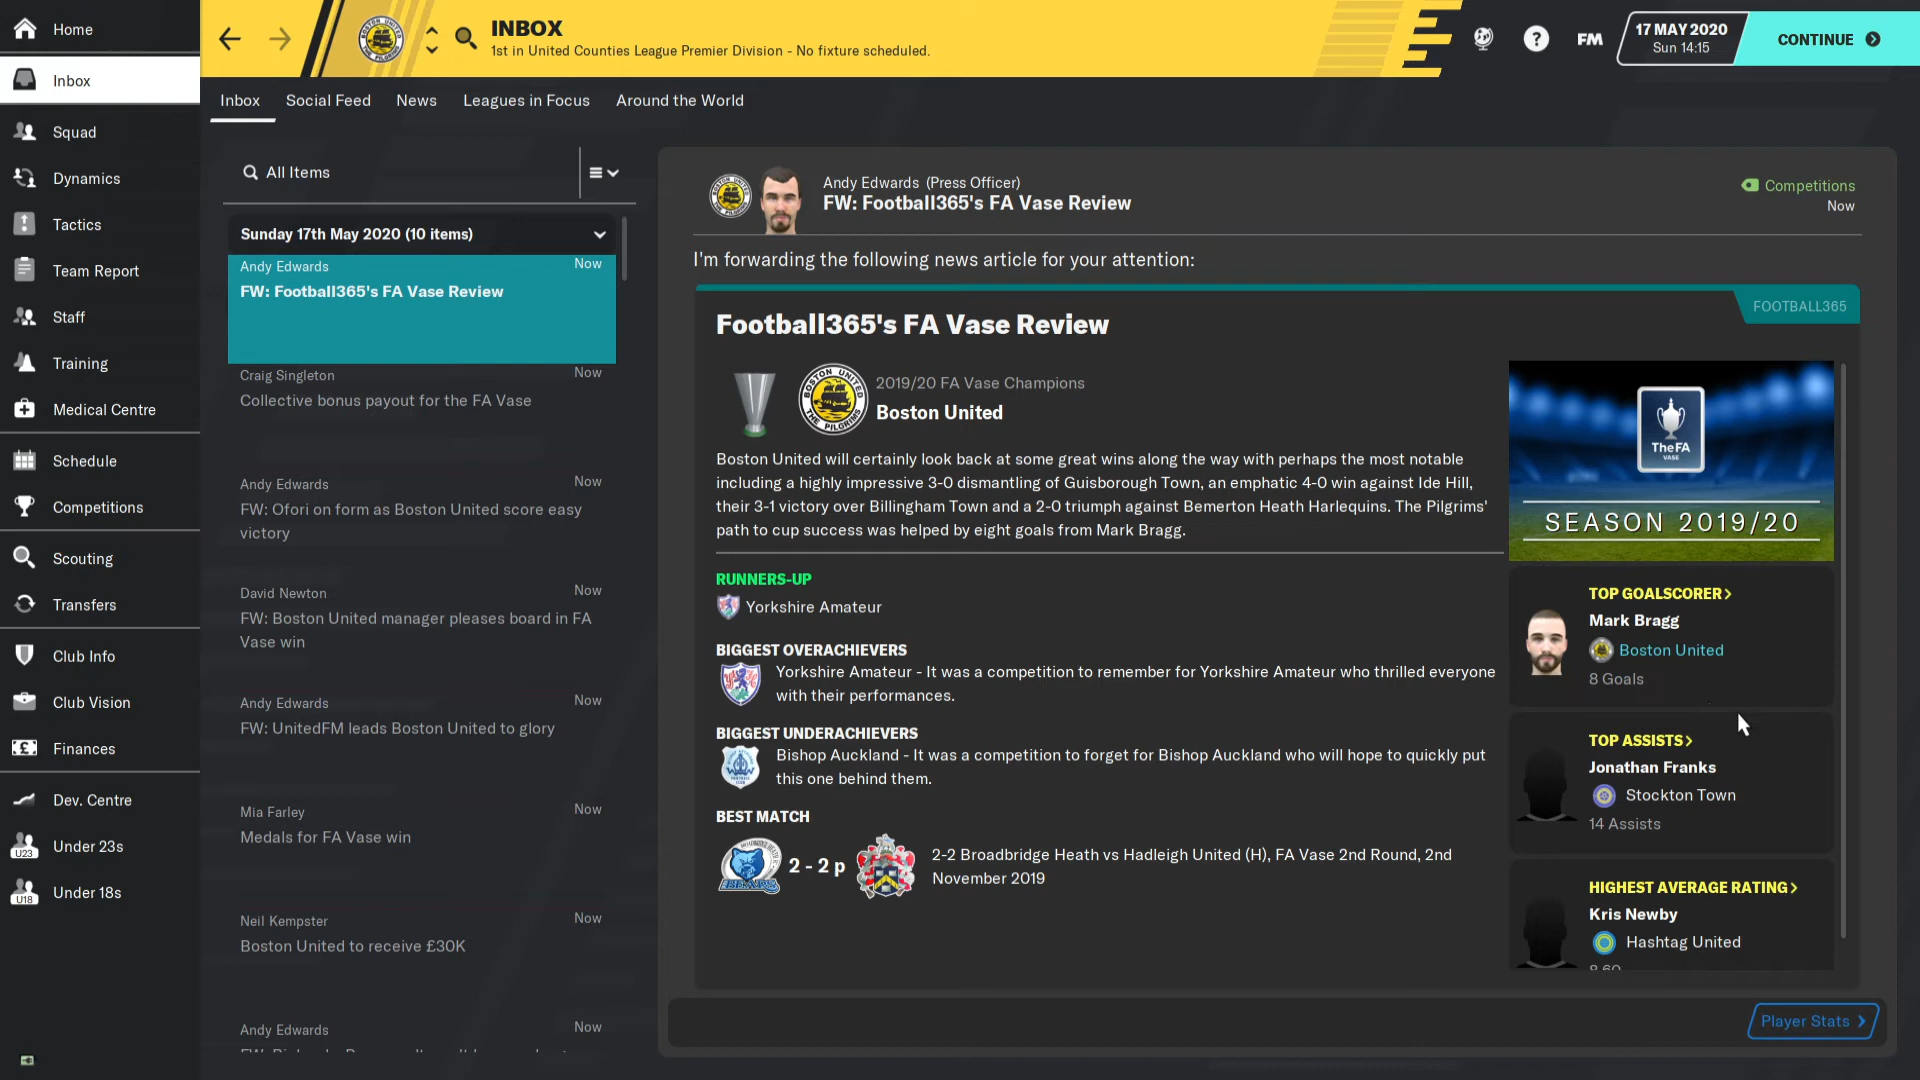 Home
Inbox
Squad
Dynamics
Tactics
Team Report
Staff
Training
Medical Centre
Schedule
Competitions
Scouting
Transfers
Club Info
Club Vision
Finances
Dev. Centre
U23
Under 23s
U18
Under 18s
BOSTON UNITED
THE PILGRIMS
INBOX
1st in United Counties League Premier Division - No fixture scheduled.
?
FM
17 MAY 2020
Sun 14:15
CONTINUE
Inbox
Social Feed
News
Leagues in Focus
Around the World
All Items
Sunday 17th May 2020 (10 items)
Andy Edwards
Now
FW: Football365's FA Vase Review
Craig Singleton
Now
Collective bonus payout for the FA Vase
Andy Edwards
Now
FW: Ofori on form as Boston United score easy
victory
David Newton
Now
FW: Boston United manager pleases board in FA
Vase win
Andy Edwards
Now
FW: UnitedFM leads Boston United to glory
Mia Farley
Now
Medals for FA Vase win
Neil Kempster
Now
Boston United to receive £30K
Andy Edwards
Now
Andy Edwards (Press Officer)
FW: Football365's FA Vase Review
Competitions
Now
I'm forwarding the following news article for your attention:
FOOTBALL365
Football365's FA Vase Review
BOSTON UNITED
THE PILGRIMS
2019/20 FA Vase Champions
Boston United
Boston United will certainly look back at some great wins along the way with perhaps the most notable
including a highly impressive 3-0 dismantling of Guisborough Town, an emphatic 4-0 win against Ide Hill,
their 3-1 victory over Billingham Town and a 2-0 triumph against Bemerton Heath Harlequins. The Pilgrims'
path to cup success was helped by eight goals from Mark Bragg.
RUNNERS-UP
Yorkshire Amateur
BIGGEST OVERACHIEVERS
Yorkshire Amateur - It was a competition to remember for Yorkshire Amateur who thrilled everyone
with their performances.
BIGGEST UNDERACHIEVERS
Bishop Auckland - It was a competition to forget for Bishop Auckland who will hope to quickly put
this one behind them.
BEST MATCH
BEARS
2 - 2 p
2-2 Broadbridge Heath vs Hadleigh United (H), FA Vase 2nd Round, 2nd
November 2019
TheFA
VASE
SEASON 2019/20
TOP GOALSCORER
Mark Bragg
Boston United
8 Goals
TOP ASSISTS
Jonathan Franks
Stockton Town
14 Assists
HIGHEST AVERAGE RATING
Kris Newby
Hashtag United
8.60
Player Stats